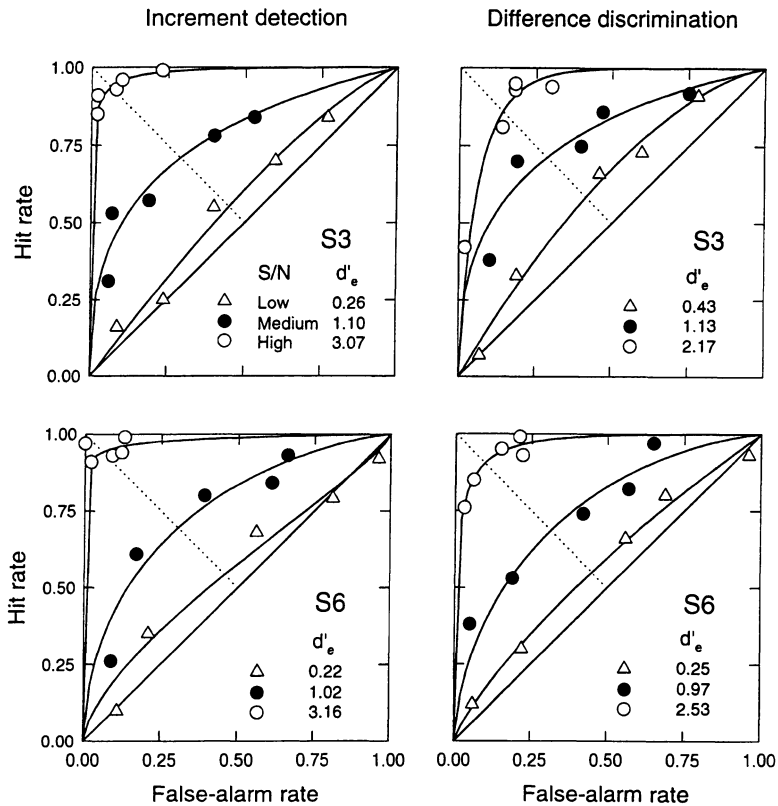 Increment detection
Difference discrimination
1.00
0.75
0.50
0.25
0.00
Hit rate
S3
S/N d'e
Low 0.26
Medium 1.10
High 3.07
S3
d'e
0.43
1.13
2.17
1.00
0.75
0.50
0.25
0.00
Hit rate
S6
d'e
0.22
1.02
3.16
0.00 0.25 0.50 0.75 1.00
False-alarm rate
S6
d'e
0.25
0.97
2.53
0.00 0.25 0.50 0.75 1.00
False-alarm rate